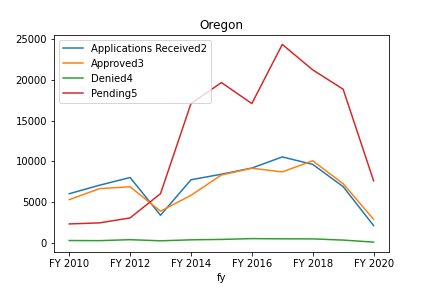 Oregon
25000
20000
15000
10000
5000
0
Applications Received2
Approved3
Denied4
Pending5
FY 2010 FY 2012 FY 2014 FY 2016 FY 2018 FY 2020
fy